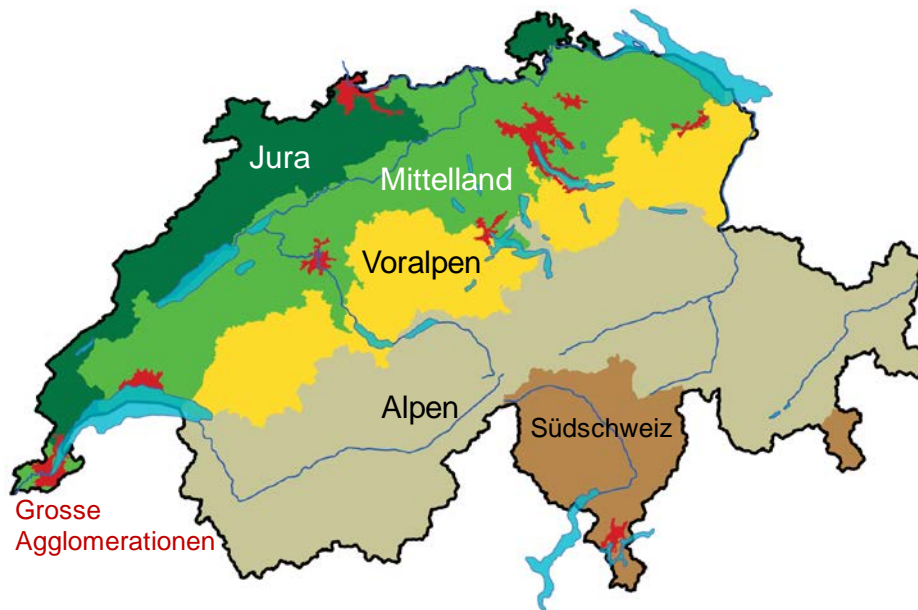 Jura
Mittelland
Voralpen
Alpen
Südschweiz
Grosse
Agglomerationen